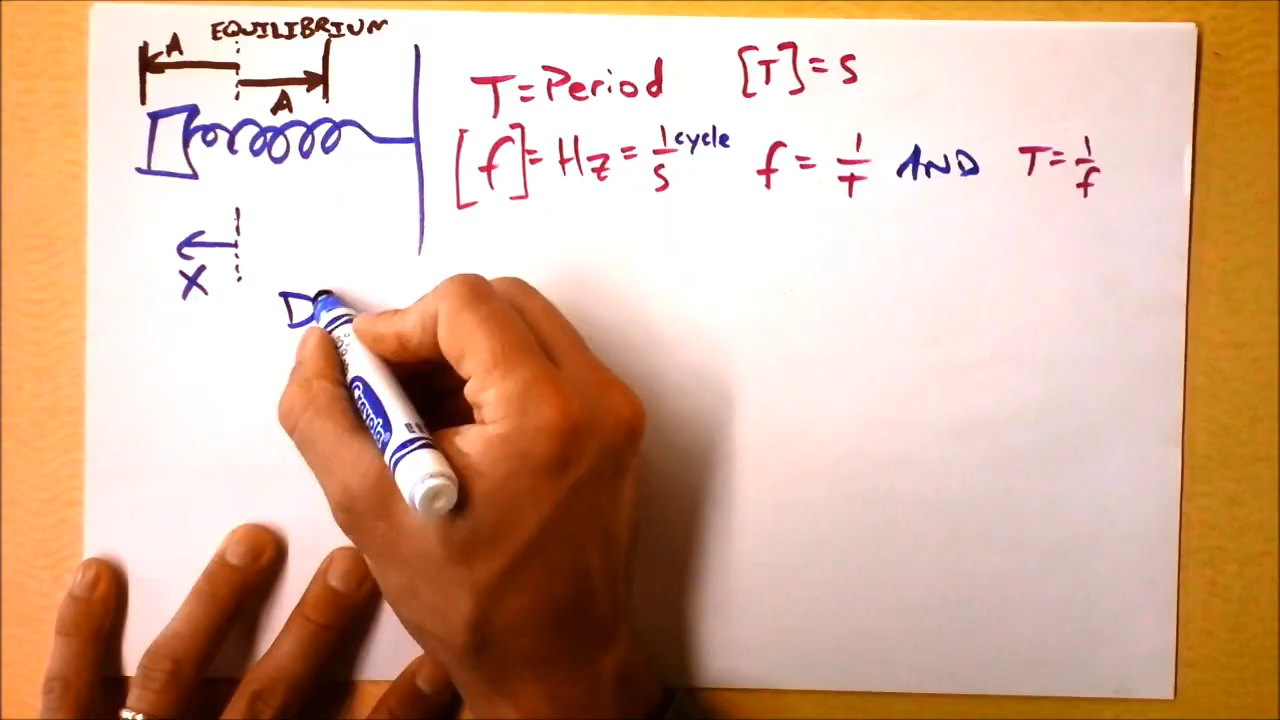 EQUILIBRIUM
A
A
T = Period [T] = s
[f] = Hz = 1/s cycle f = 1/T AND T = 1/f
X
D
Crayola